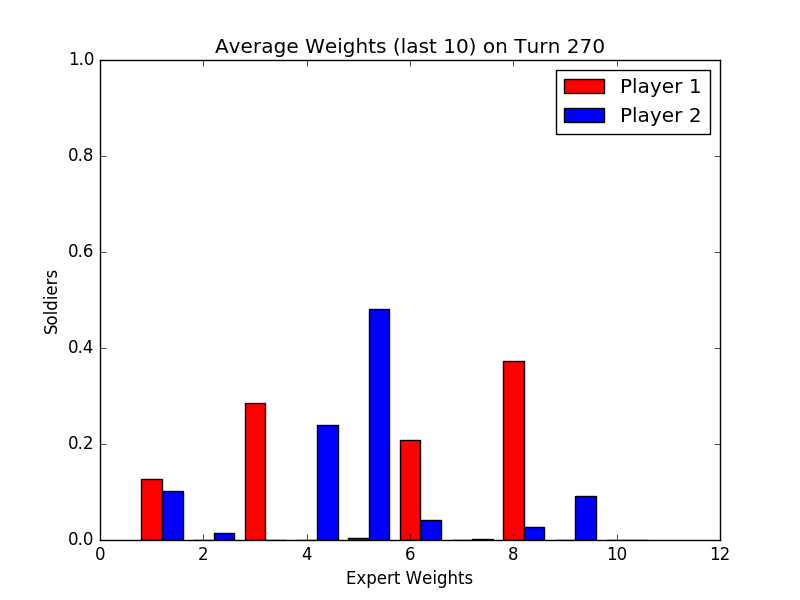 Average Weights (last 10) on Turn 270
1.0
0.8
0.6
0.4
0.2
0.0
Soldiers
Player 1
Player 2
0 2 4 6 8 10 12
Expert Weights